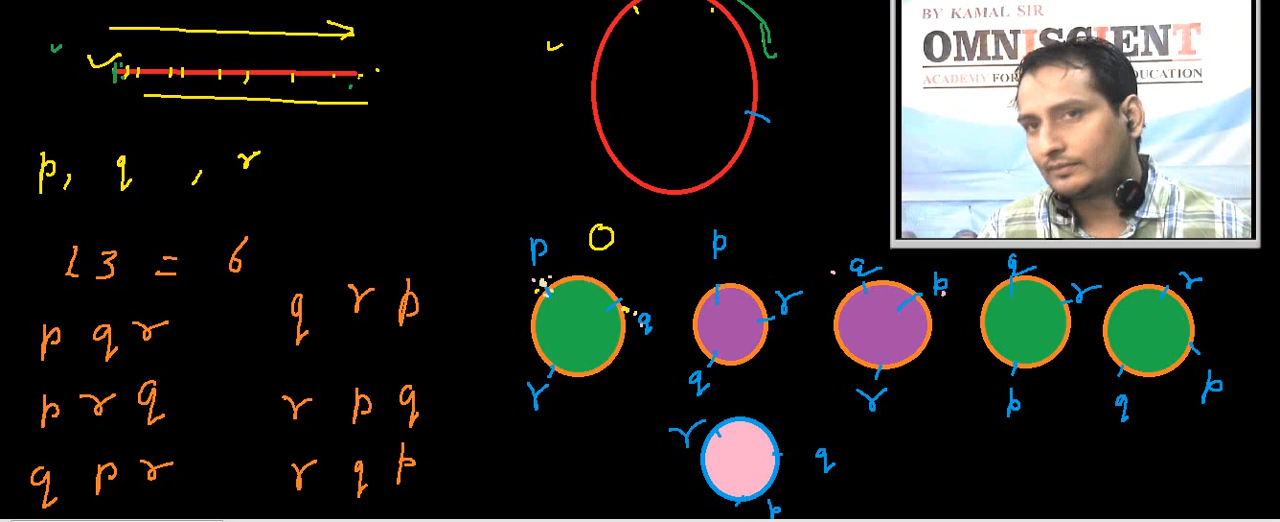 BY KAMAL SIR
OMNISCIENT
ACADEMY FOR EDUCATION
p, q , r
L3 = 6
p q r
p r q
q p r
q r p
r p q
r q p
p q r
p r q
q p r
q r p
r p q
r q p